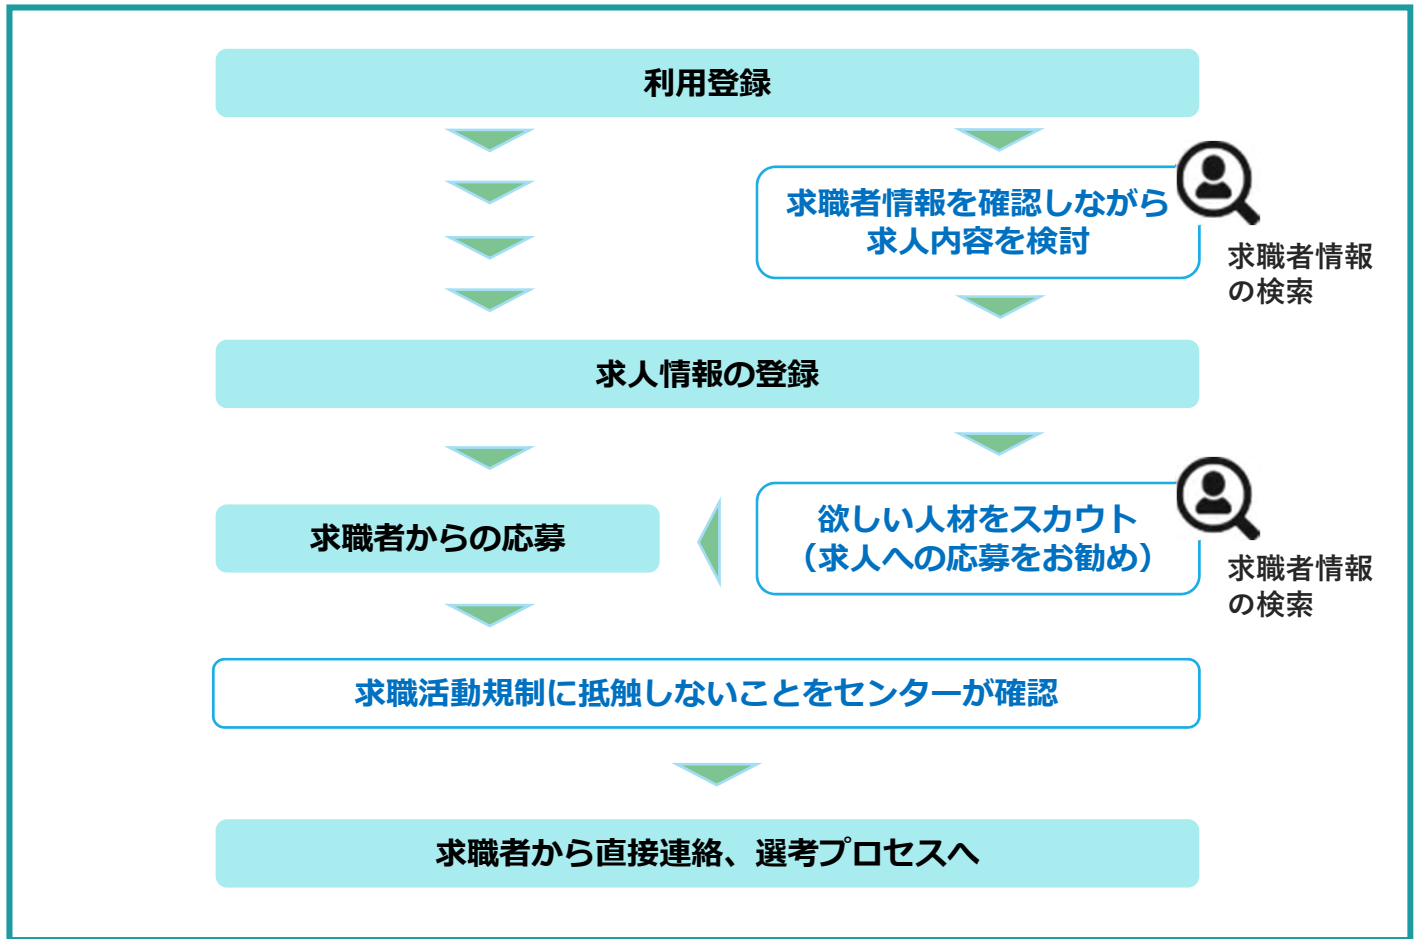 利用登録
求職者情報を確認しながら
求人内容を検討
求職者情報
の検索
求人情報の登録
求職者からの応募
欲しい人材をスカウト
（求人への応募をお勧め）
求職者情報
の検索
求職活動規制に抵触しないことをセンターが確認
求職者から直接連絡、選考プロセスへ